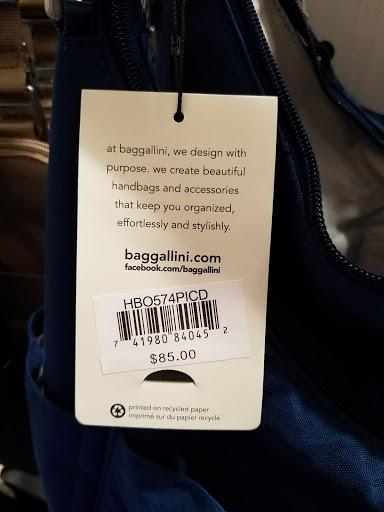 at baggallini, we design with
purpose. we create beautiful
handbags and accessories
that keep you organized,
effortlessly and stylishly.
baggallini.com
facebook.com/baggallini
HBO574PICD
7 41980 84045 2
$85.00
printed on recycled paper
imprimé sur du papier recyclé